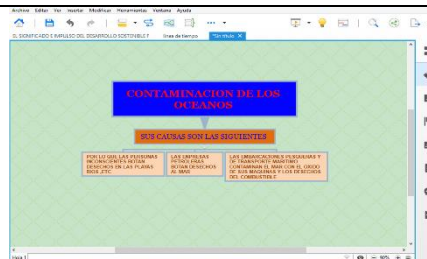 Archivo Editar Ver Insertar Modificar Herramientas Ventana Ayuda
EL SIGNIFICADO E IMPULSO DEL DESARROLLO SOSTENIBLE T linea de tiempo *Sin título
CONTAMINACION DE LOS
OCEANOS
SUS CAUSAS SON LAS SIGUIENTES
POR LO QUE LAS PERSONAS
INCONSCIENTES BOTAN
DESECHOS EN LAS PLAYAS
RIOS ,ETC
LAS EMPRESAS
PETROLERAS
BOTAN DESECHOS
AL MAR
LAS EMBARCACIONES PESQUERAS Y
DE TRANSPORTE MARITIMO
CONTAMINAN EL MAR CON EL OXIDO
DE SUS MAQUINAS Y LOS DESECHOS
DEL COMBUSTIBLE